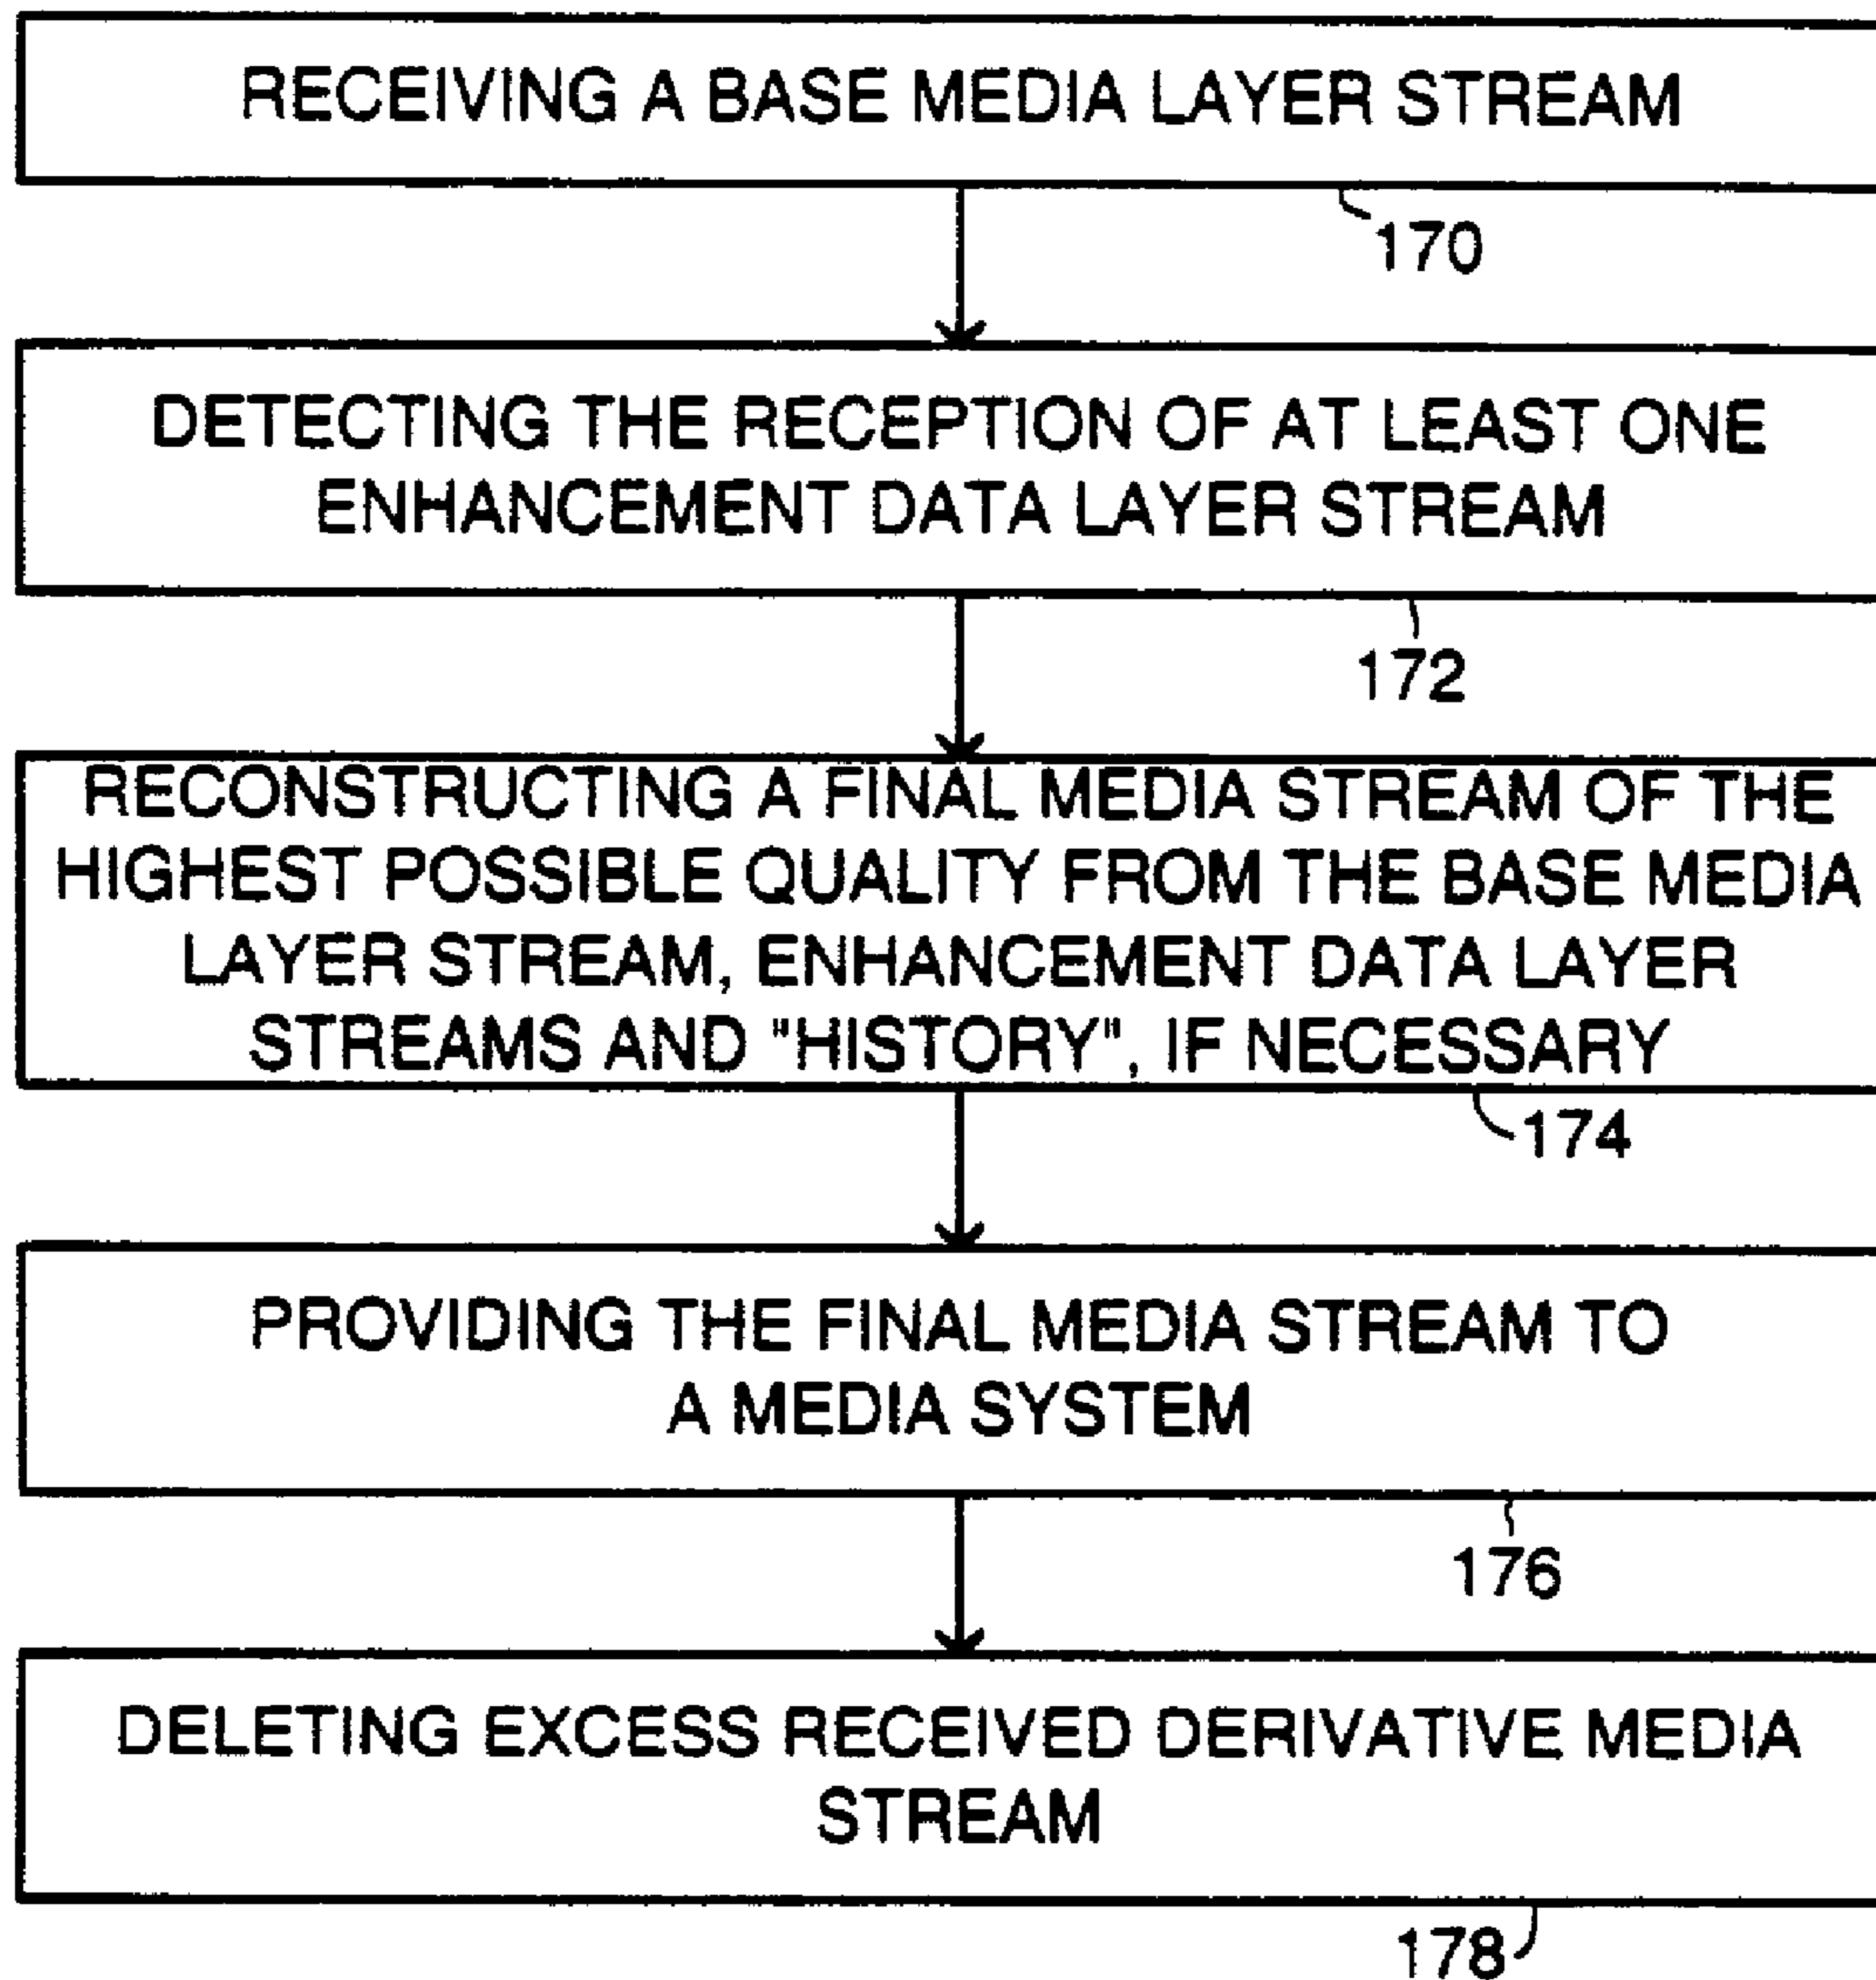 RECEIVING A BASE MEDIA LAYER STREAM
170
DETECTING THE RECEPTION OF AT LEAST ONE
ENHANCEMENT DATA LAYER STREAM
172
RECONSTRUCTING A FINAL MEDIA STREAM OF THE
HIGHEST POSSIBLE QUALITY FROM THE BASE MEDIA
LAYER STREAM, ENHANCEMENT DATA LAYER
STREAMS AND "HISTORY", IF NECESSARY
174
PROVIDING THE FINAL MEDIA STREAM TO
A MEDIA SYSTEM
176
DELETING EXCESS RECEIVED DERIVATIVE MEDIA
STREAM
178